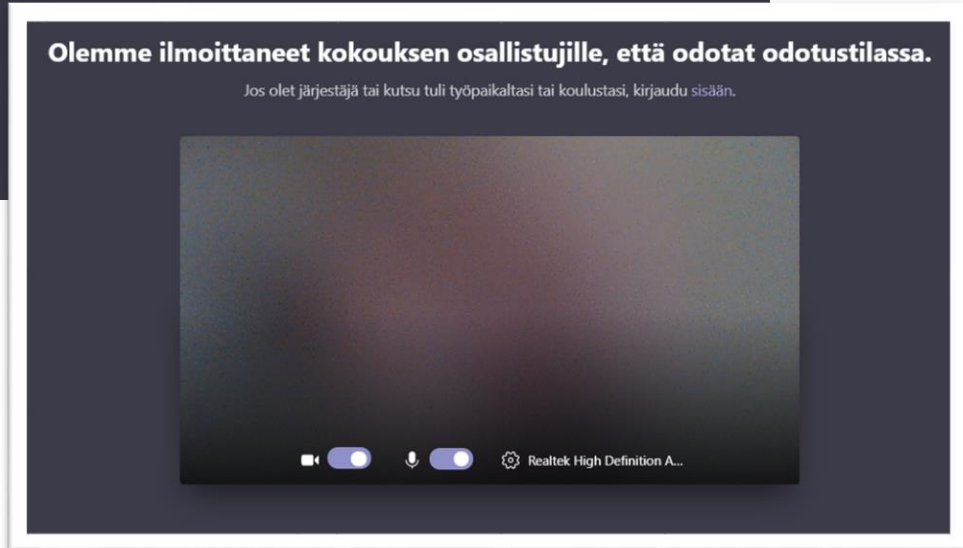 Olemme ilmoittaneet kokouksen osallistujille, että odotat odotustilassa.
Jos olet järjestäjä tai kutsu tuli työpaikaltasi tai koulustasi, kirjaudu sisään.
Realtek High Definition A...